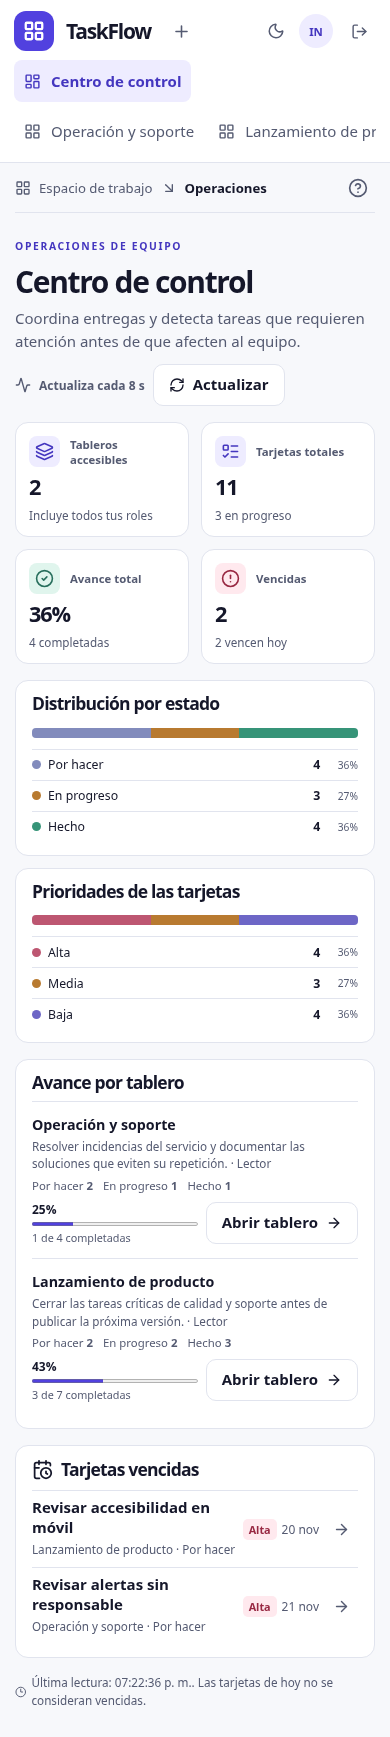 TaskFlow
IN
Centro de control
Operación y soporte
Lanzamiento de pr
Espacio de trabajo
Operaciones
OPERACIONES DE EQUIPO
Centro de control
Coordina entregas y detecta tareas que requieren
atención antes de que afecten al equipo.
Actualiza cada 8 s
Actualizar
Tableros
accesibles
2
Incluye todos tus roles
Tarjetas totales
11
3 en progreso
Avance total
36%
4 completadas
Vencidas
2
2 vencen hoy
Distribución por estado
Por hacer 4 36%
En progreso 3 27%
Hecho 4 36%
Prioridades de las tarjetas
Alta 4 36%
Media 3 27%
Baja 4 36%
Avance por tablero
Operación y soporte
Resolver incidencias del servicio y documentar las
soluciones que eviten su repetición. · Lector
Por hacer 2 En progreso 1 Hecho 1
25%
1 de 4 completadas
Abrir tablero
Lanzamiento de producto
Cerrar las tareas críticas de calidad y soporte antes de
publicar la próxima versión. · Lector
Por hacer 2 En progreso 2 Hecho 3
43%
3 de 7 completadas
Abrir tablero
Tarjetas vencidas
Revisar accesibilidad en
móvil
Lanzamiento de producto · Por hacer
Alta 20 nov
Revisar alertas sin
responsable
Operación y soporte · Por hacer
Alta 21 nov
Última lectura: 07:22:36 p. m.. Las tarjetas de hoy no se
consideran vencidas.